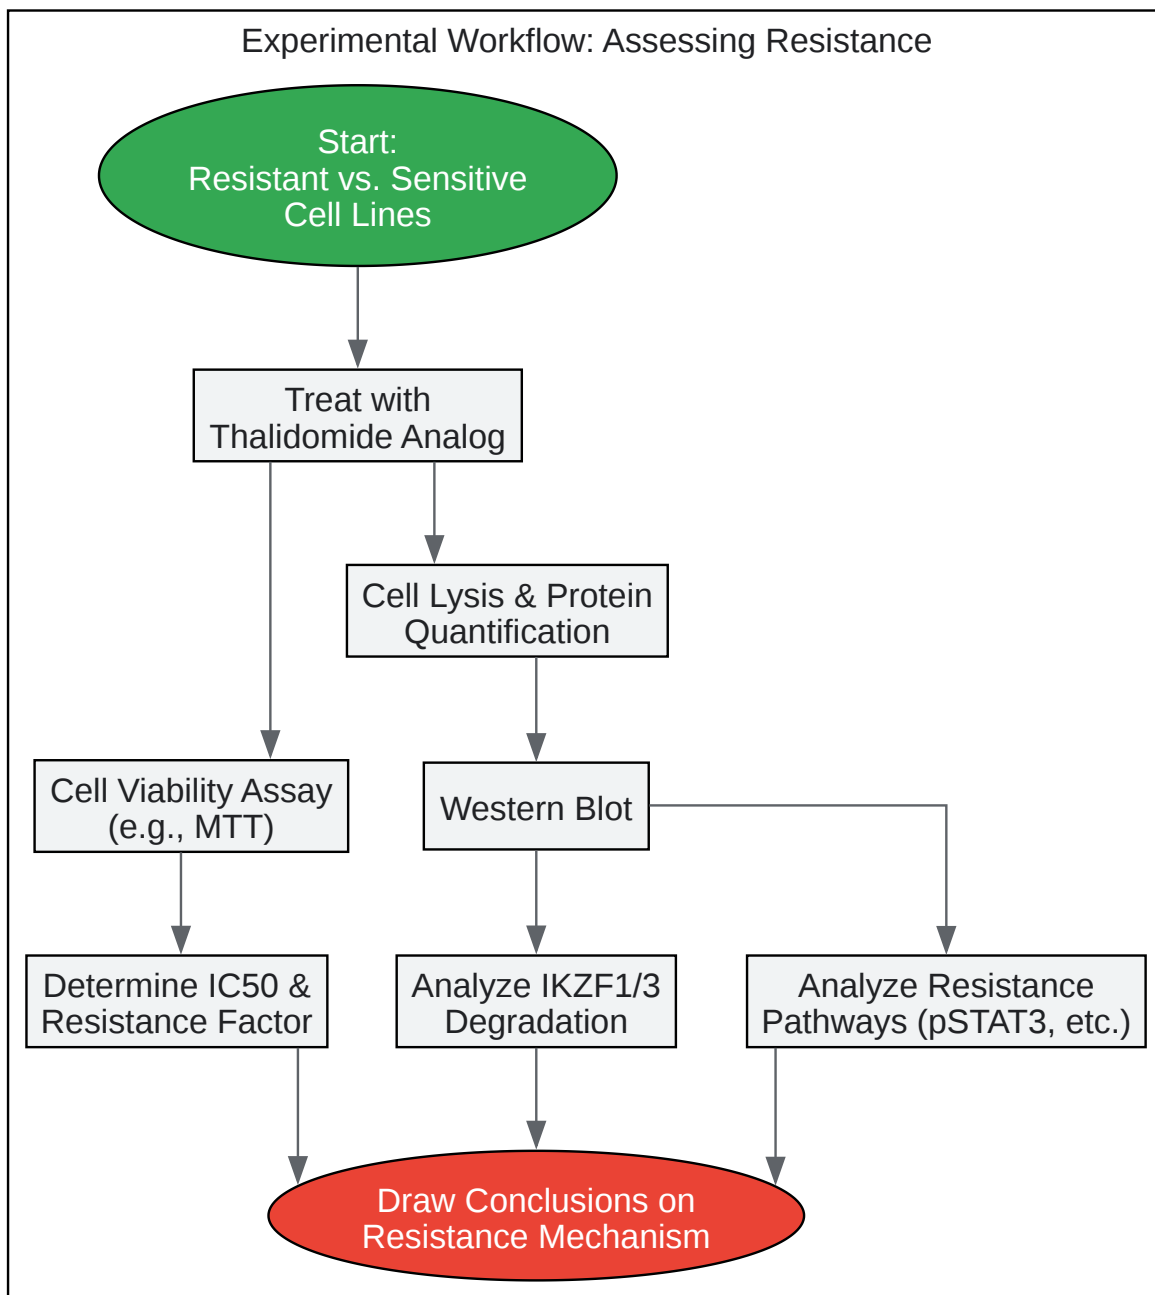 Experimental Workflow: Assessing Resistance
Start:
Resistant vs. Sensitive
Cell Lines
Treat with
Thalidomide Analog
Cell Lysis & Protein
Quantification
Cell Viability Assay
(e.g., MTT)
Western Blot
Determine IC50 &
Resistance Factor
Analyze IKZF1/3
Degradation
Analyze Resistance
Pathways (pSTAT3, etc.)
Draw Conclusions on
Resistance Mechanism